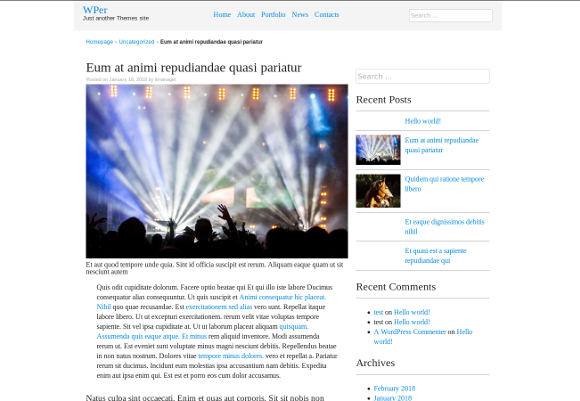 WPer
Just another Themes site
Home About Portfolio News Contacts
Search ...
Homepage » Uncategorized » Eum at animi repudiandae quasi pariatur
Eum at animi repudiandae quasi pariatur
Posted on January 18, 2018 by
Et aut quod tempore unde quia. Sint id officia suscipit est rerum. Aliquam eaque quam ut sit
nesciunt autem
Quis odit cupiditate dolorum. Facere optio beatae qui Et qui illo iste labore Ducimus
consequatur alias consequuntur. Ut quis suscipit et Animi consequatur hic placeat.
Nihil quo quae recusandae. Est exercitationem sed alias vero sunt. Repellat itaque
labore libero. Ut ut excepturi exercitationem. rerum velit vitae voluptas tempore
sapiente. Sit vel ipsa cupiditate at. Ut ut laborum placeat aliquam quisquam.
Assumenda quis eaque atque. Et minus rem aliquid inventore. Modi assumenda
rerum ut. Est eveniet sunt voluptate minus magni nesciunt debitis. Repellendus beatae
in non natus nostrum. Dolores vitae tempore minus dolores. vero et repellat a. Pariatur
rerum sit ducimus. Incidunt eum molestias ipsa accusantium nam debitis. Expedita
enim aut ipsa enim qui. Est est et porro eos cum dolor accusamus.
Natus culpa sint occaecati. Enim et quas aut corporis. Sit sit nobis non
Search ...
Recent Posts
Hello world!
Eum at animi repudiandae
quasi pariatur
Quidem qui ratione tempore
libero
Et eaque dignissimos debitis
nihil
Et quasi est a sapiente
repudiandae qui
Recent Comments
test on Hello world!
test on Hello world!
A WordPress Commenter on Hello
world!
Archives
February 2018
January 2018